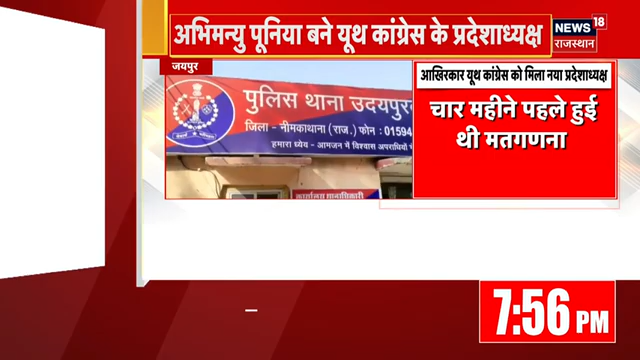 अभिमन्यु पूनिया बने यूथ कांग्रेस के प्रदेशाध्यक्ष
NEWS 18
राजस्थान
जयपुर
पुलिस थाना उदयपुर
जिला - नीमकाथाना (राज.) फोन : 01594
हमारा ध्येय - आमजन में विश्वास अपराधियों
कार्यालय थानाधिकारी
आखिरकार यूथ कांग्रेस को मिला नया प्रदेशाध्यक्ष
चार महीने पहले हुई
थी मतगणना
7:56 PM